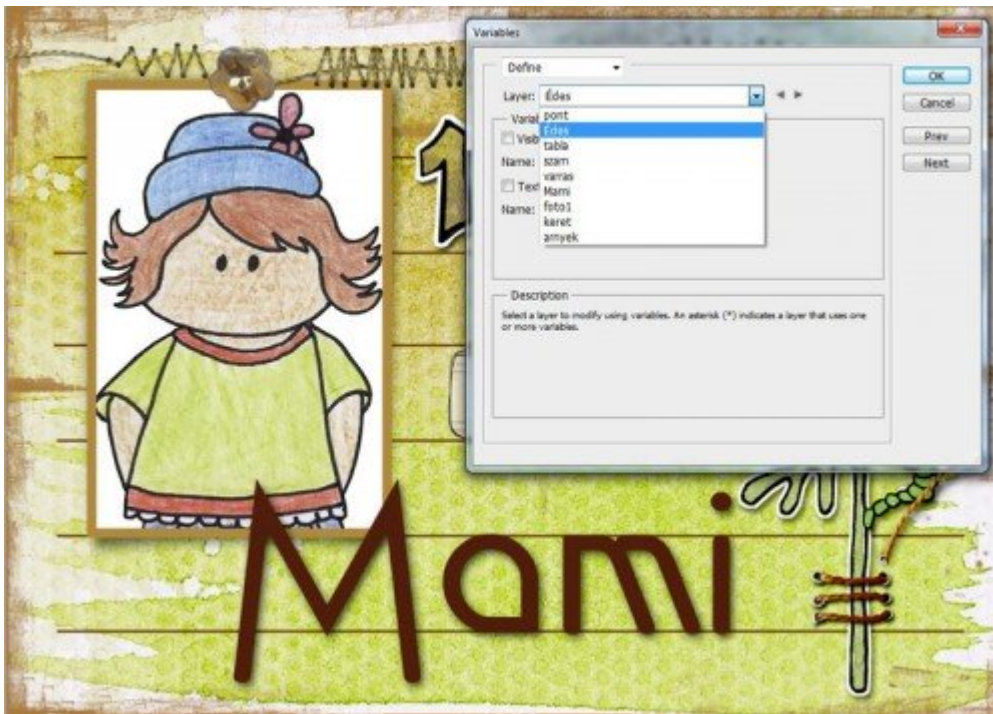 Variables
Define
OK
Layer: Édes
Cancel
pont
Édes
Prev
tabla
Name: szam
Next
varras
Mami
Name: foto1
keret
arnyek
Description
Select a layer to modify using variables. An asterisk (*) indicates a layer that uses one
or more variables.
1
Mami